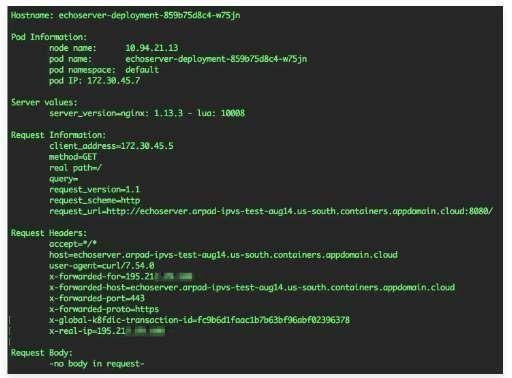 Hostname: echoserver-deployment-859b75d8c4-w75jn
Pod Information:
node name: 10.94.21.13
pod name: echoserver-deployment-859b75d8c4-w75jn
pod namespace: default
pod IP: 172.30.45.7
Server values:
server_version=nginx: 1.13.3 - lua: 10008
Request Information:
client_address=172.30.45.5
method=GET
real path=/
query=
request_version=1.1
request_scheme=http
request_uri=http://echoserver.arpad-ipvs-test-aug14.us-south.containers.appdomain.cloud:8080/
Request Headers:
accept=*/*
host=echoserver.arpad-ipvs-test-aug14.us-south.containers.appdomain.cloud
user-agent=curl/7.54.0
x-forwarded-for=195.21
x-forwarded-host=echoserver.arpad-ipvs-test-aug14.us-south.containers.appdomain.cloud
x-forwarded-port=443
x-forwarded-proto=https
x-global-k8fdic-transaction-id=fc9b6d1faac1b7b63bf96abf02396378
x-real-ip=195.21
Request Body:
-no body in request-